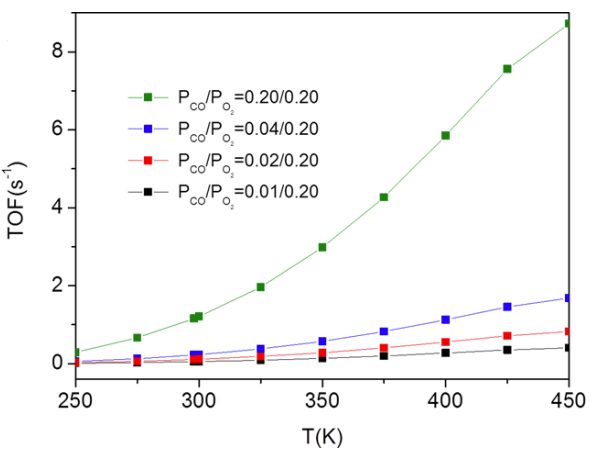 8
6
4
2
0
TOF(s⁻¹)
P_CO/P_O₂=0.20/0.20
P_CO/P_O₂=0.04/0.20
P_CO/P_O₂=0.02/0.20
P_CO/P_O₂=0.01/0.20
250 300 350 400 450
T(K)